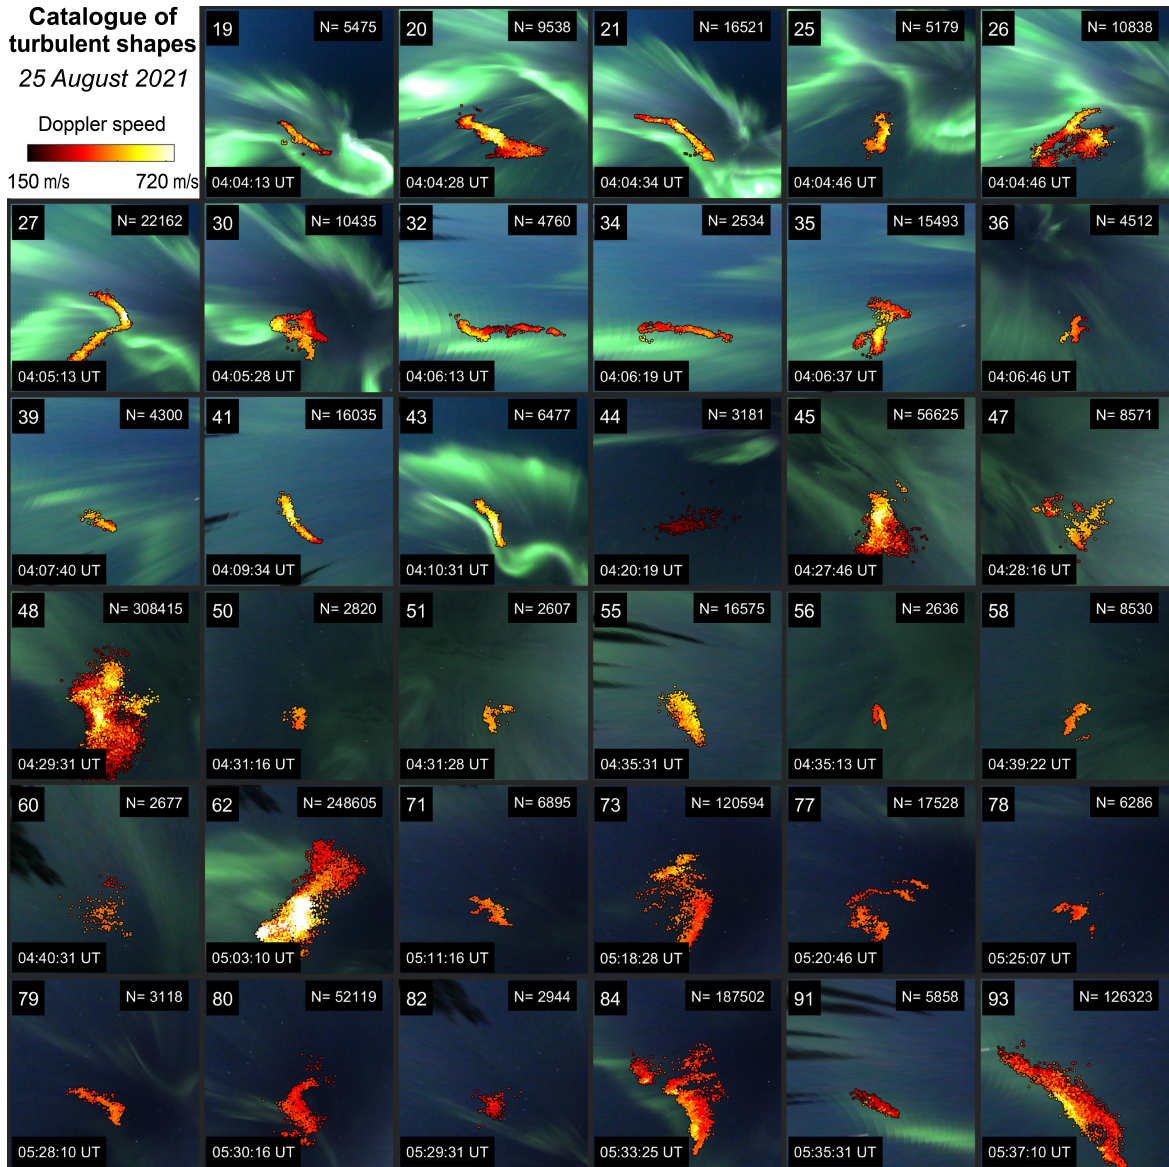 Catalogue of
turbulent shapes
25 August 2021
Doppler speed
150 m/s 720 m/s
19 N= 5475
04:04:13 UT
20 N= 9538
04:04:28 UT
21 N= 16521
04:04:34 UT
25 N= 5179
04:04:46 UT
26 N= 10838
04:04:46 UT
27 N= 22162
04:05:13 UT
30 N= 10435
04:05:28 UT
32 N= 4760
04:06:13 UT
34 N= 2534
04:06:19 UT
35 N= 15493
04:06:37 UT
36 N= 4512
04:06:46 UT
39 N= 4300
04:07:40 UT
41 N= 16035
04:09:34 UT
43 N= 6477
04:10:31 UT
44 N= 3181
04:20:19 UT
45 N= 56625
04:27:46 UT
47 N= 8571
04:28:16 UT
48 N= 308415
04:29:31 UT
50 N= 2820
04:31:16 UT
51 N= 2607
04:31:28 UT
55 N= 16575
04:35:31 UT
56 N= 2636
04:35:13 UT
58 N= 8530
04:39:22 UT
60 N= 2677
04:40:31 UT
62 N= 248605
05:03:10 UT
71 N= 6895
05:11:16 UT
73 N= 120594
05:18:28 UT
77 N= 17528
05:20:46 UT
78 N= 6286
05:25:07 UT
79 N= 3118
05:28:10 UT
80 N= 52119
05:30:16 UT
82 N= 2944
05:29:31 UT
84 N= 187502
05:33:25 UT
91 N= 5858
05:35:31 UT
93 N= 126323
05:37:10 UT